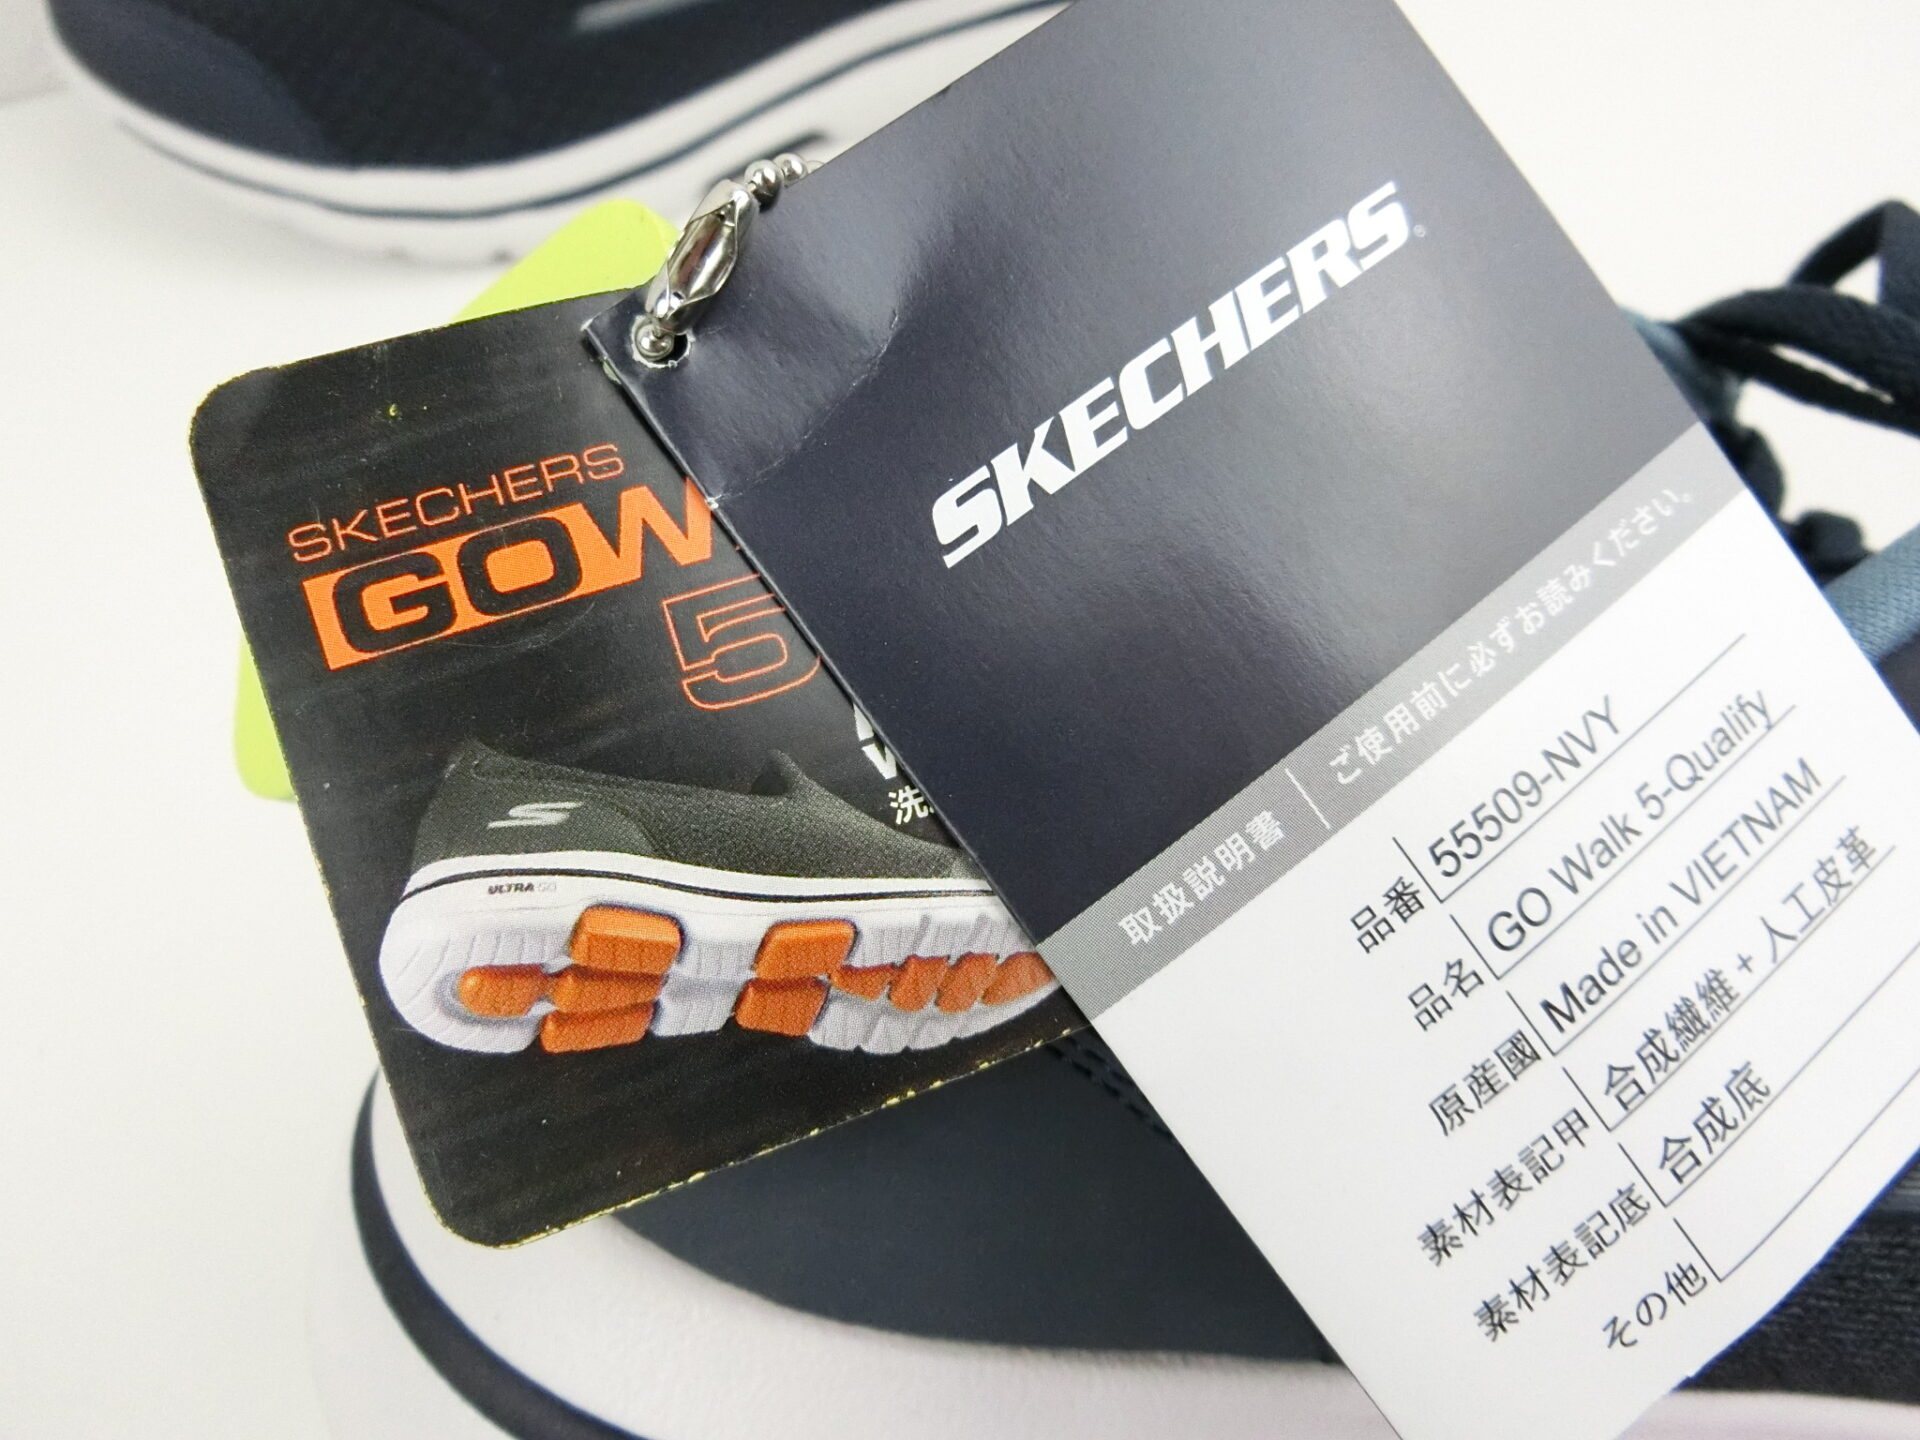 SKECHERS
GOW
5
洗
ULTRA GO
SKECHERS
取扱説明書 | ご使用前に必ずお読みください。
品番 55509-NVY
品名 GO Walk 5-Qualify
原産國 Made in VIETNAM
素材表記甲 合成繊維 + 人工皮革
素材表記底 合成底
その他